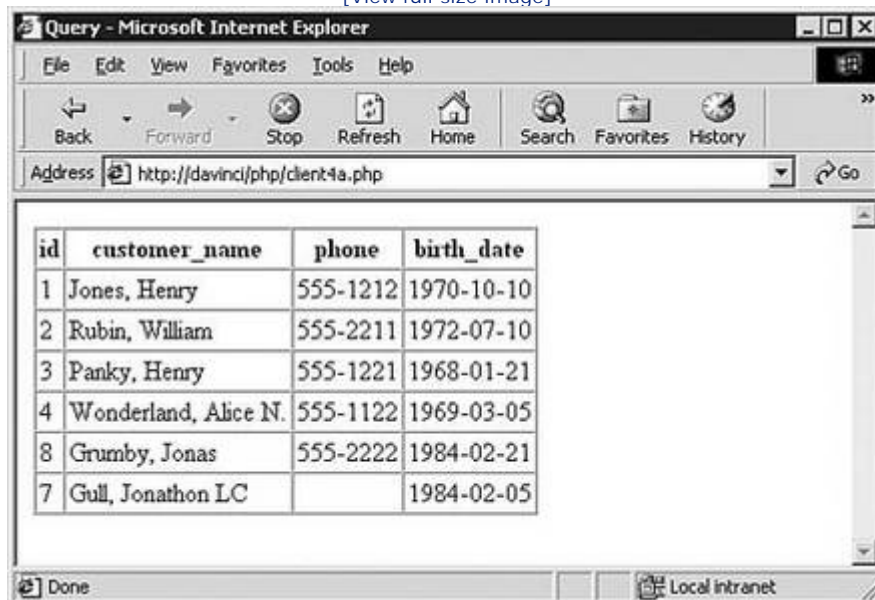 [View full size image]
Query - Microsoft Internet Explorer
File Edit View Favorites Tools Help
Back Forward Stop Refresh Home Search Favorites History »
Address http://davinci/php/client4a.php Go
id customer_name phone birth_date
1 Jones, Henry 555-1212 1970-10-10
2 Rubin, William 555-2211 1972-07-10
3 Panky, Henry 555-1221 1968-01-21
4 Wonderland, Alice N. 555-1122 1969-03-05
8 Grumby, Jonas 555-2222 1984-02-21
7 Gull, Jonathon LC 1984-02-05
Done Local intranet